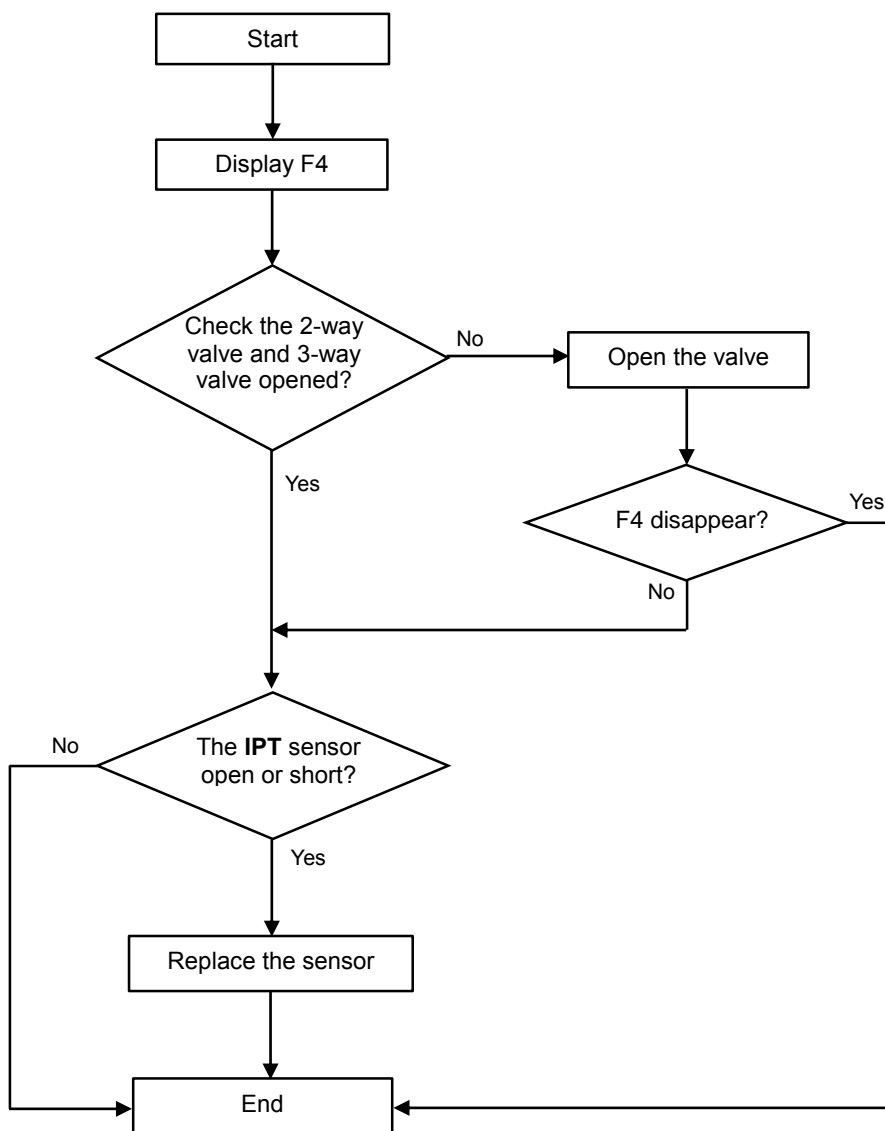 Start
Display F4
Check the 2-way
valve and 3-way
valve opened?
No
Open the valve
Yes
F4 disappear?
Yes
No
The IPT sensor
open or short?
No
Yes
Replace the sensor
End